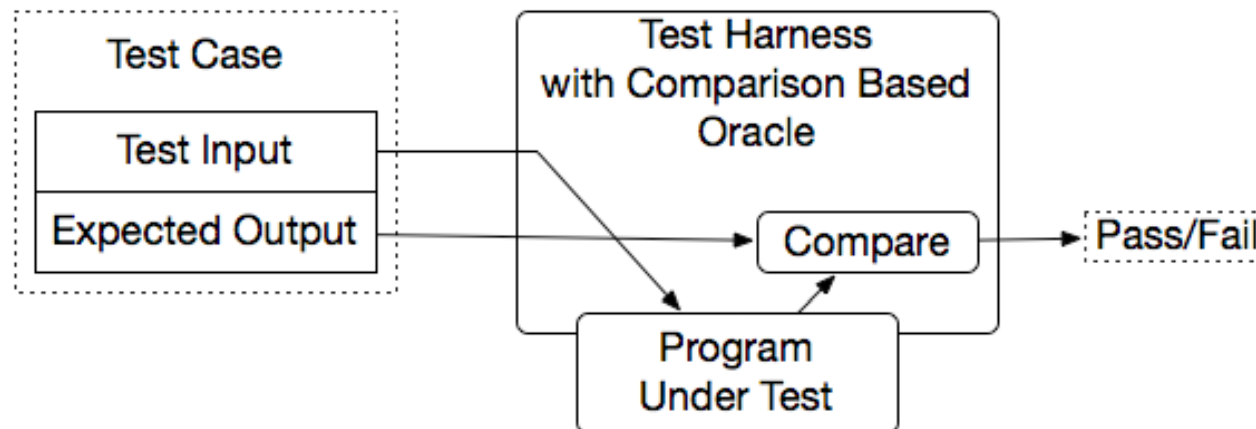 Test Case
Test Input
Expected Output
Test Harness
with Comparison Based
Oracle
Compare
Pass/Fail
Program
Under Test